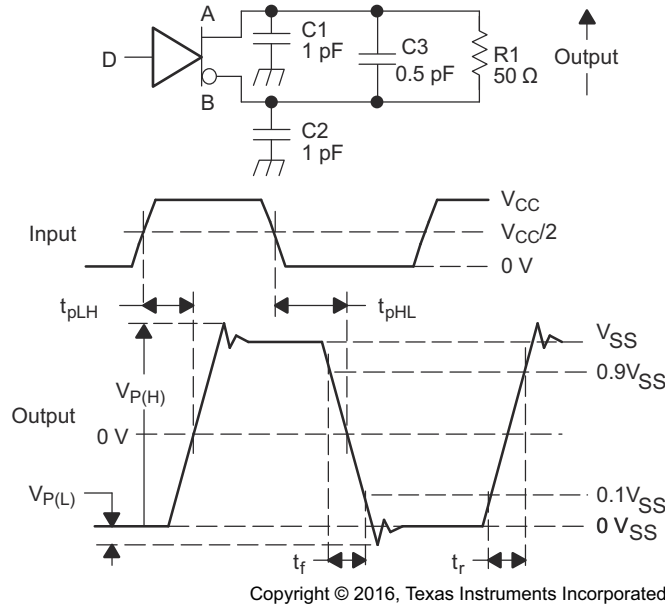 A
C1
1 pF
C3
0.5 pF
R1
50 Ω
Output
D
B
C2
1 pF
Input
VCC
VCC/2
0 V
tpLH
tpHL
VP(H)
VSS
0.9VSS
Output
0 V
VP(L)
0.1VSS
0 VSS
tf
tr
Copyright © 2016, Texas Instruments Incorporated